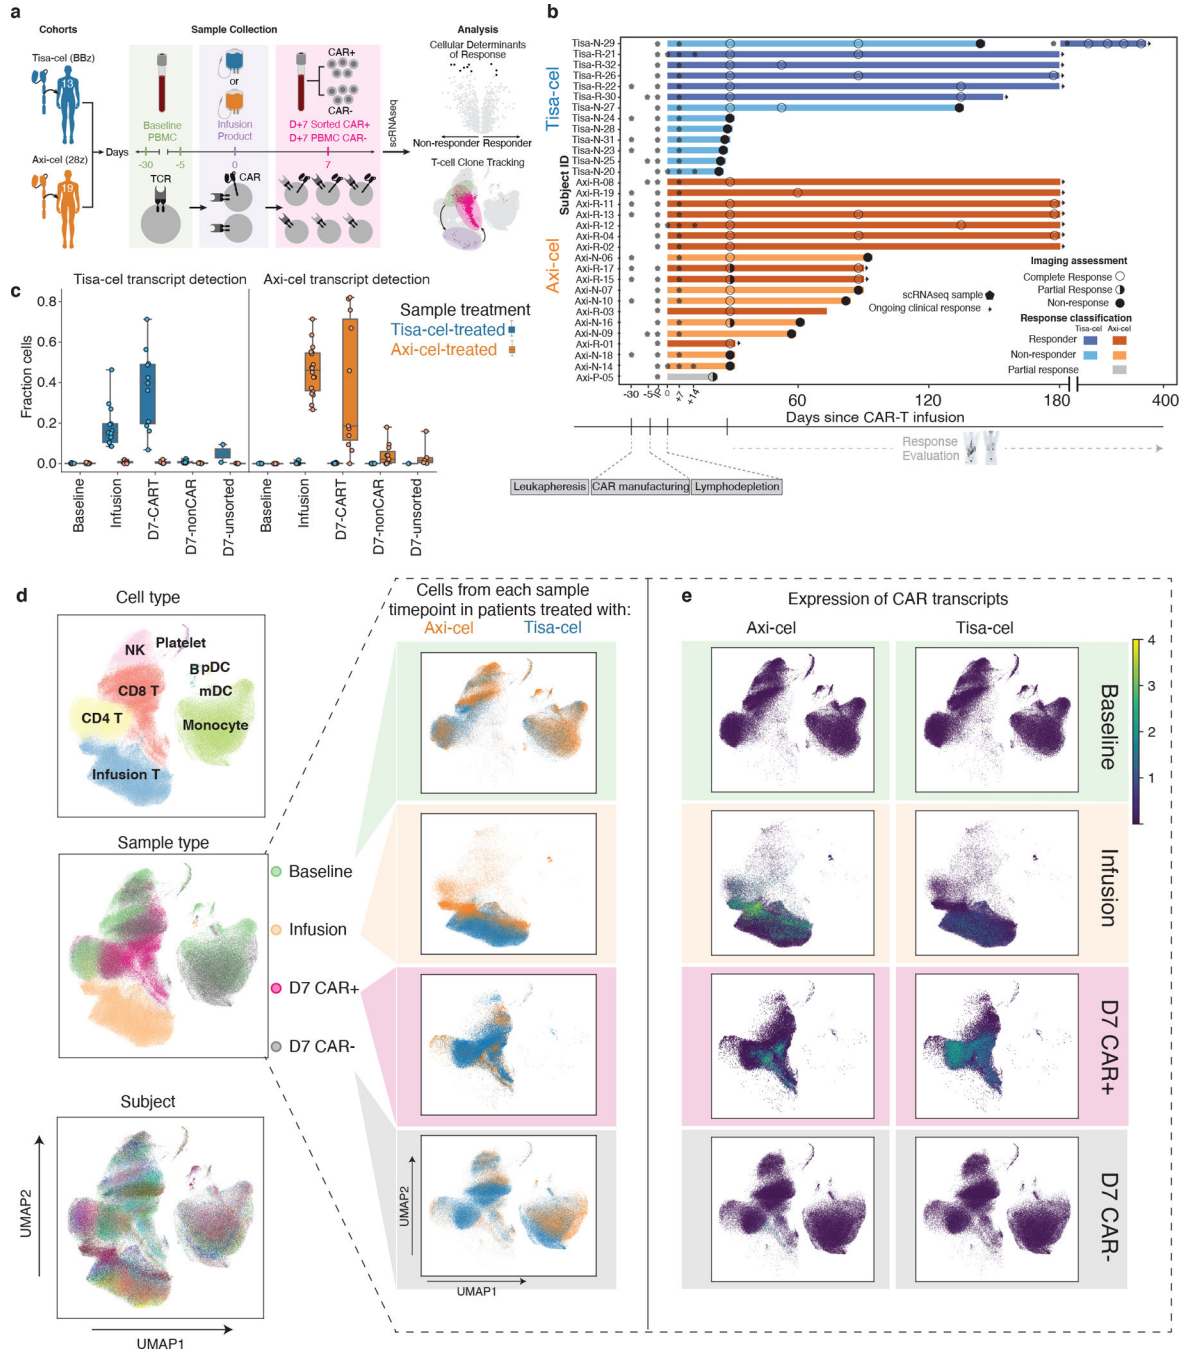 a
Cohorts
Sample Collection
Analysis
Tisa-cel (BBz)
13
Axi-cel (28z)
19
Days
Baseline
PBMC
-30
-5
TCR
or
Infusion
Product
0
CAR
CAR+
CAR-
D+7 Sorted CAR+
D+7 PBMC CAR-
7
scRNAseq
Cellular Determinants
of Response
Non-responder Responder
T-cell Clone Tracking
b
Tisa-cel
Axi-cel
Subject ID
Tisa-N-29
Tisa-R-21
Tisa-R-32
Tisa-R-26
Tisa-R-22
Tisa-R-30
Tisa-N-27
Tisa-N-24
Tisa-N-28
Tisa-N-31
Tisa-N-23
Tisa-N-25
Tisa-N-20
Axi-R-08
Axi-R-19
Axi-R-11
Axi-R-13
Axi-R-12
Axi-R-04
Axi-R-02
Axi-N-06
Axi-R-17
Axi-R-15
Axi-N-07
Axi-N-10
Axi-R-03
Axi-N-16
Axi-N-09
Axi-R-01
Axi-N-18
Axi-N-14
Axi-P-05
scRNAseq sample
Ongoing clinical response
Imaging assessment
Complete Response
Partial Response
Non-response
Response classification
Tisa-cel Axi-cel
Responder
Non-responder
Partial response
-30
-5
0
+7
+14
60
120
180
400
Days since CAR-T infusion
Response
Evaluation
Leukapheresis
CAR manufacturing
Lymphodepletion
c
Tisa-cel transcript detection
Axi-cel transcript detection
Sample treatment
Tisa-cel-treated
Axi-cel-treated
Fraction cells
0.8
0.6
0.4
0.2
0.0
Baseline
Infusion
D7-CART
D7-nonCAR
D7-unsorted
Baseline
Infusion
D7-CART
D7-nonCAR
D7-unsorted
d
Cell type
NK
Platelet
B
pDC
CD8 T
mDC
CD4 T
Monocyte
Infusion T
Sample type
Baseline
Infusion
D7 CAR+
D7 CAR-
Subject
UMAP2
UMAP1
Cells from each sample
timepoint in patients treated with:
Axi-cel
Tisa-cel
UMAP2
UMAP1
e
Expression of CAR transcripts
Axi-cel
Tisa-cel
Baseline
Infusion
D7 CAR+
D7 CAR-
4
3
2
1